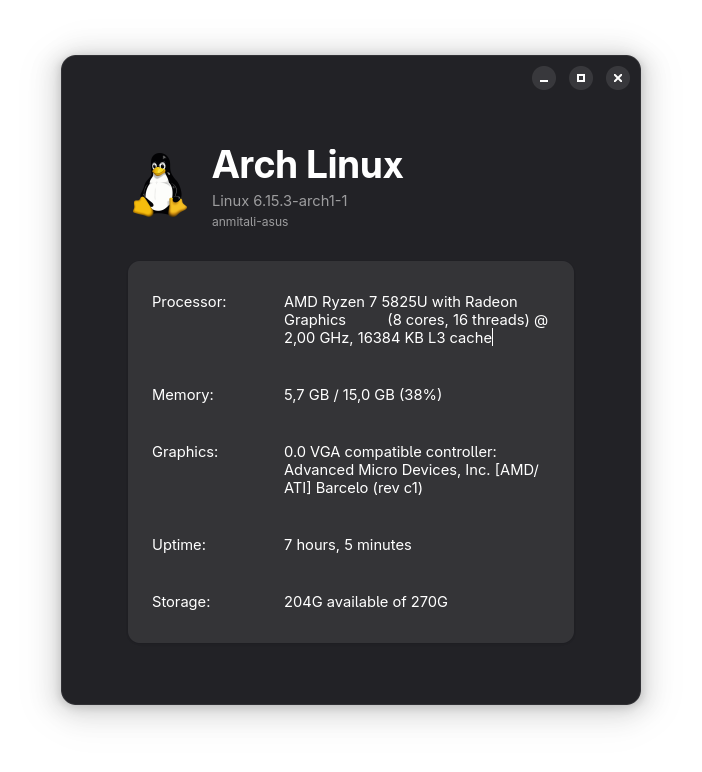 Arch Linux
Linux 6.15.3-arch1-1
anmitali-asus
Processor: AMD Ryzen 7 5825U with Radeon
Graphics          (8 cores, 16 threads) @
2,00 GHz, 16384 KB L3 cache
Memory: 5,7 GB / 15,0 GB (38%)
Graphics: 0.0 VGA compatible controller:
Advanced Micro Devices, Inc. [AMD/
ATI] Barcelo (rev c1)
Uptime: 7 hours, 5 minutes
Storage: 204G available of 270G